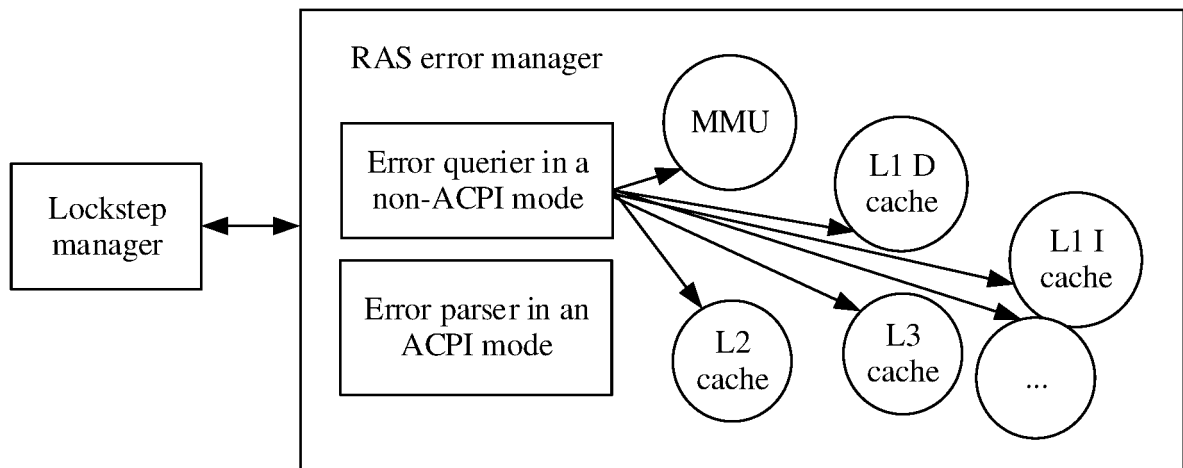 RAS error manager
MMU
Error querier in a
non-ACPI mode
L1 D
cache
Lockstep
manager
L1 I
cache
Error parser in an
ACPI mode
L2
cache
L3
cache
...